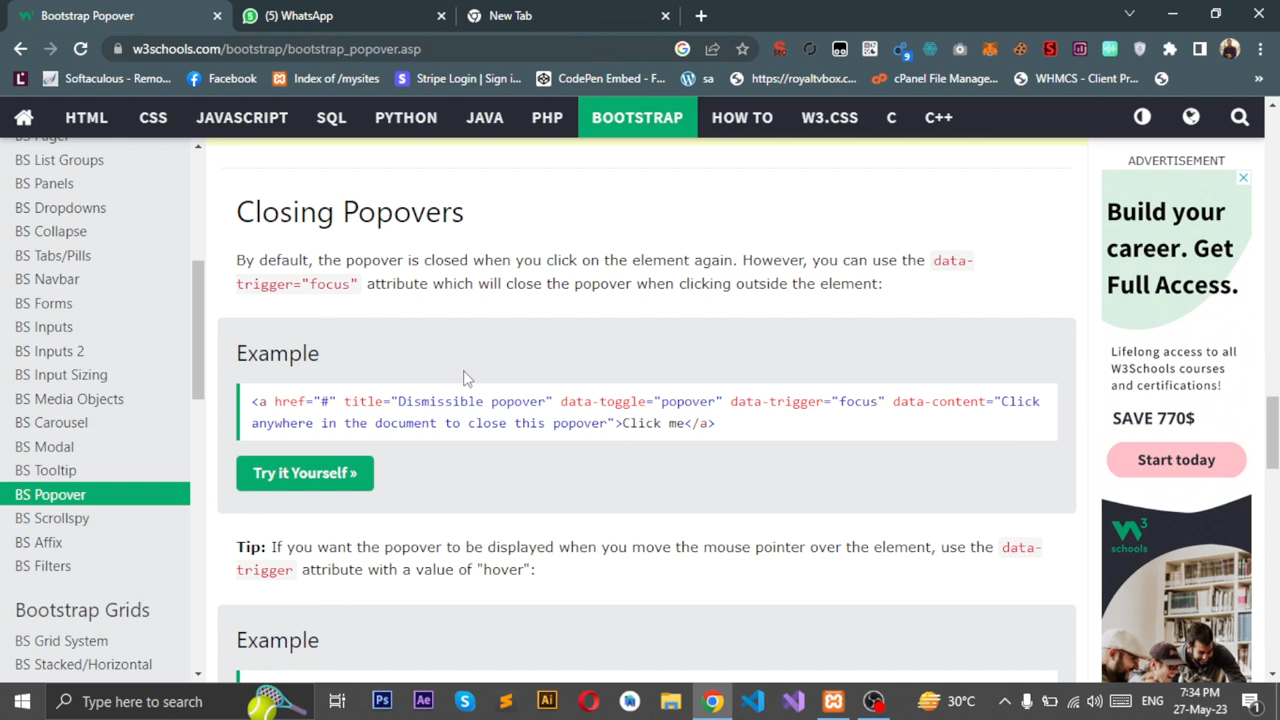 Bootstrap Popover
(5) WhatsApp
New Tab
w3schools.com/bootstrap/bootstrap_popover.asp
9
Softaculous - Remo...
Facebook
Index of /mysites
Stripe Login | Sign i...
CodePen Embed - F...
sa
https://royaltvbox.c...
cPanel File Manage...
WHMCS - Client P
»
HTML
CSS
JAVASCRIPT
SQL
PYTHON
JAVA
PHP
BOOTSTRAP
HOW TO
W3.CSS
C
C++
BS Pager
BS List Groups
BS Panels
BS Dropdowns
BS Collapse
BS Tabs/Pills
BS Navbar
BS Forms
BS Inputs
BS Inputs 2
BS Input Sizing
BS Media Objects
BS Carousel
BS Modal
BS Tooltip
BS Popover
BS Scrollspy
BS Affix
BS Filters
Bootstrap Grids
BS Grid System
BS Stacked/Horizontal
Closing Popovers
By default, the popover is closed when you click on the element again. However, you can use the data-
trigger="focus" attribute which will close the popover when clicking outside the element:
Example
<a href="#" title="Dismissible popover" data-toggle="popover" data-trigger="focus" data-content="Click
anywhere in the document to close this popover">Click me</a>
Try it Yourself »
Tip: If you want the popover to be displayed when you move the mouse pointer over the element, use the data-
trigger attribute with a value of "hover":
Example
ADVERTISEMENT
Build your
career. Get
Full Access.
Lifelong access to all
W3Schools courses
and certifications!
SAVE 770$
Start today
W3
schools
Type here to search
Ps
Ae
Ai
30°C
ENG
7:34 PM
27-May-23
1